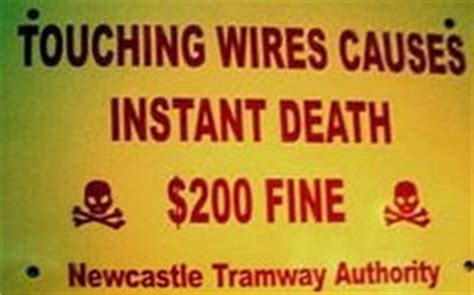 TOUCHING WIRES CAUSES
INSTANT DEATH
$200 FINE
Newcastle Tramway Authority